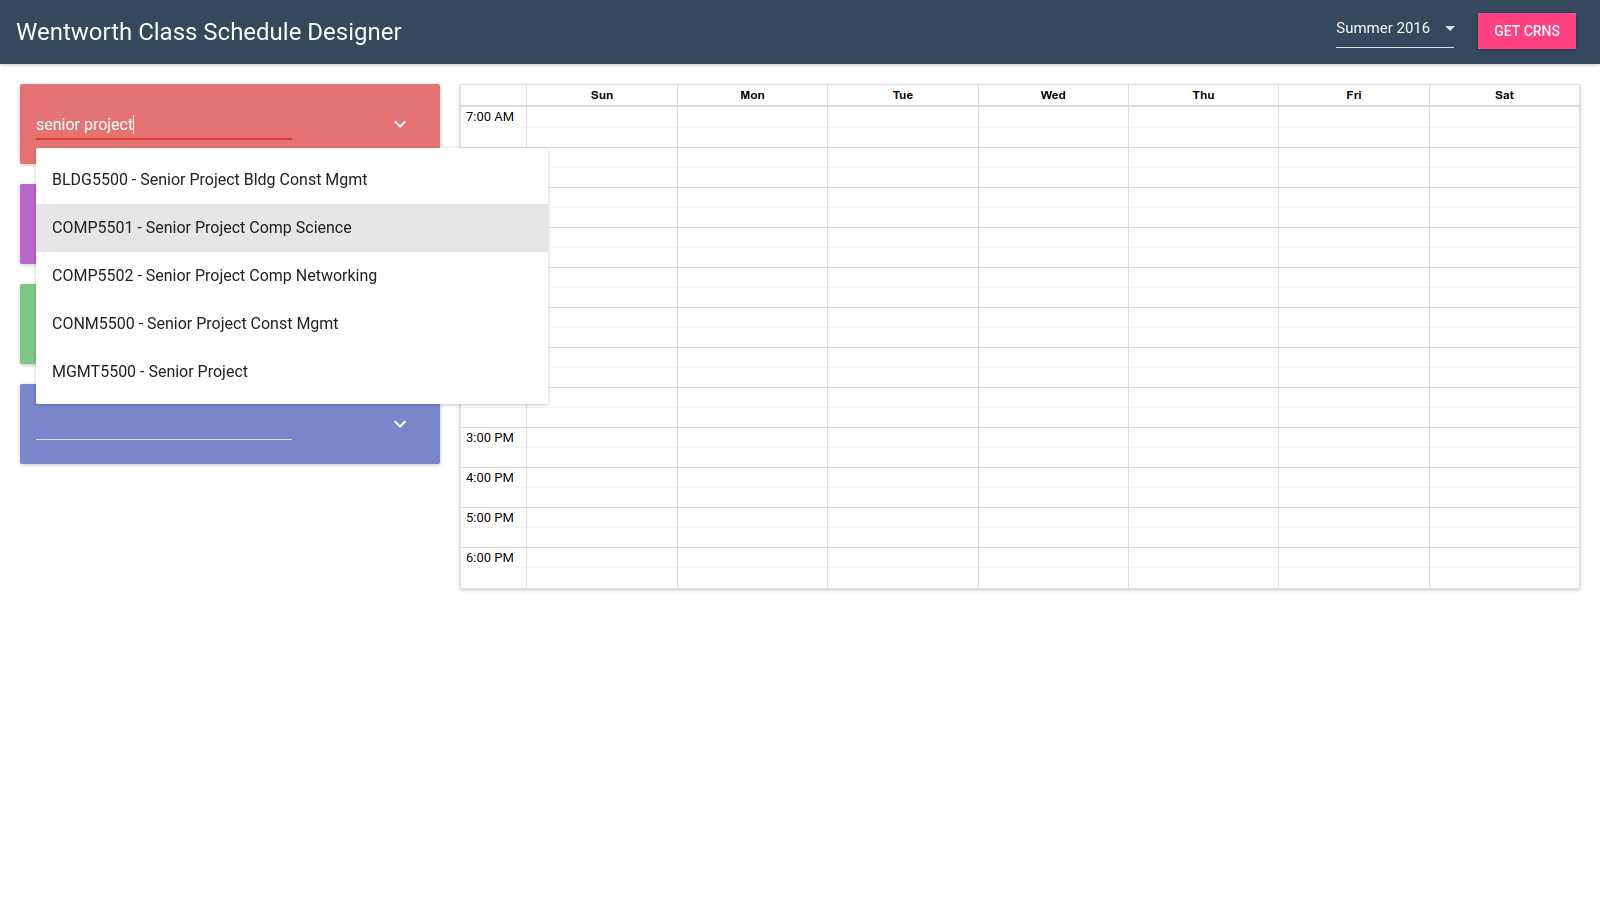 Wentworth Class Schedule Designer
Summer 2016
GET CRNS
senior project
BLDG5500 - Senior Project Bldg Const Mgmt
COMP5501 - Senior Project Comp Science
COMP5502 - Senior Project Comp Networking
CONM5500 - Senior Project Const Mgmt
MGMT5500 - Senior Project
Sun Mon Tue Wed Thu Fri Sat
7:00 AM
3:00 PM
4:00 PM
5:00 PM
6:00 PM